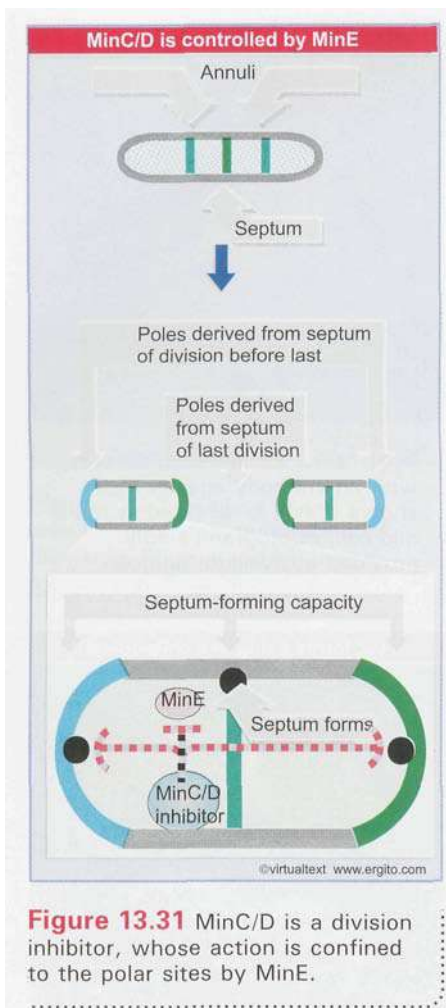 MinC/D is controlled by MinE
Annuli
Septum
Poles derived from septum
of division before last
Poles derived
from septum
of last division
Septum-forming capacity
MinE
Septum forms
MinC/D
inhibitor
©virtualtext www.ergito.com
Figure 13.31 MinC/D is a division
inhibitor, whose action is confined
to the polar sites by MinE.